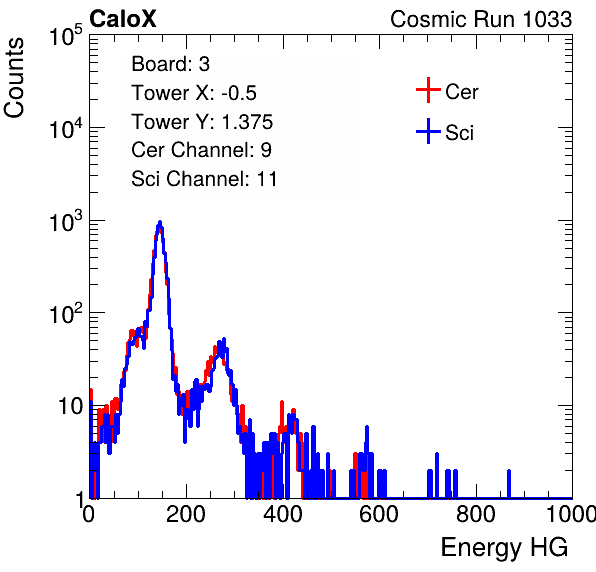 CaloX Cosmic Run 1033
Counts
10^5
10^4
10^3
10^2
10
1
Board: 3
Tower X: -0.5
Tower Y: 1.375
Cer Channel: 9
Sci Channel: 11
Cer
Sci
0 200 400 600 800 1000
Energy HG